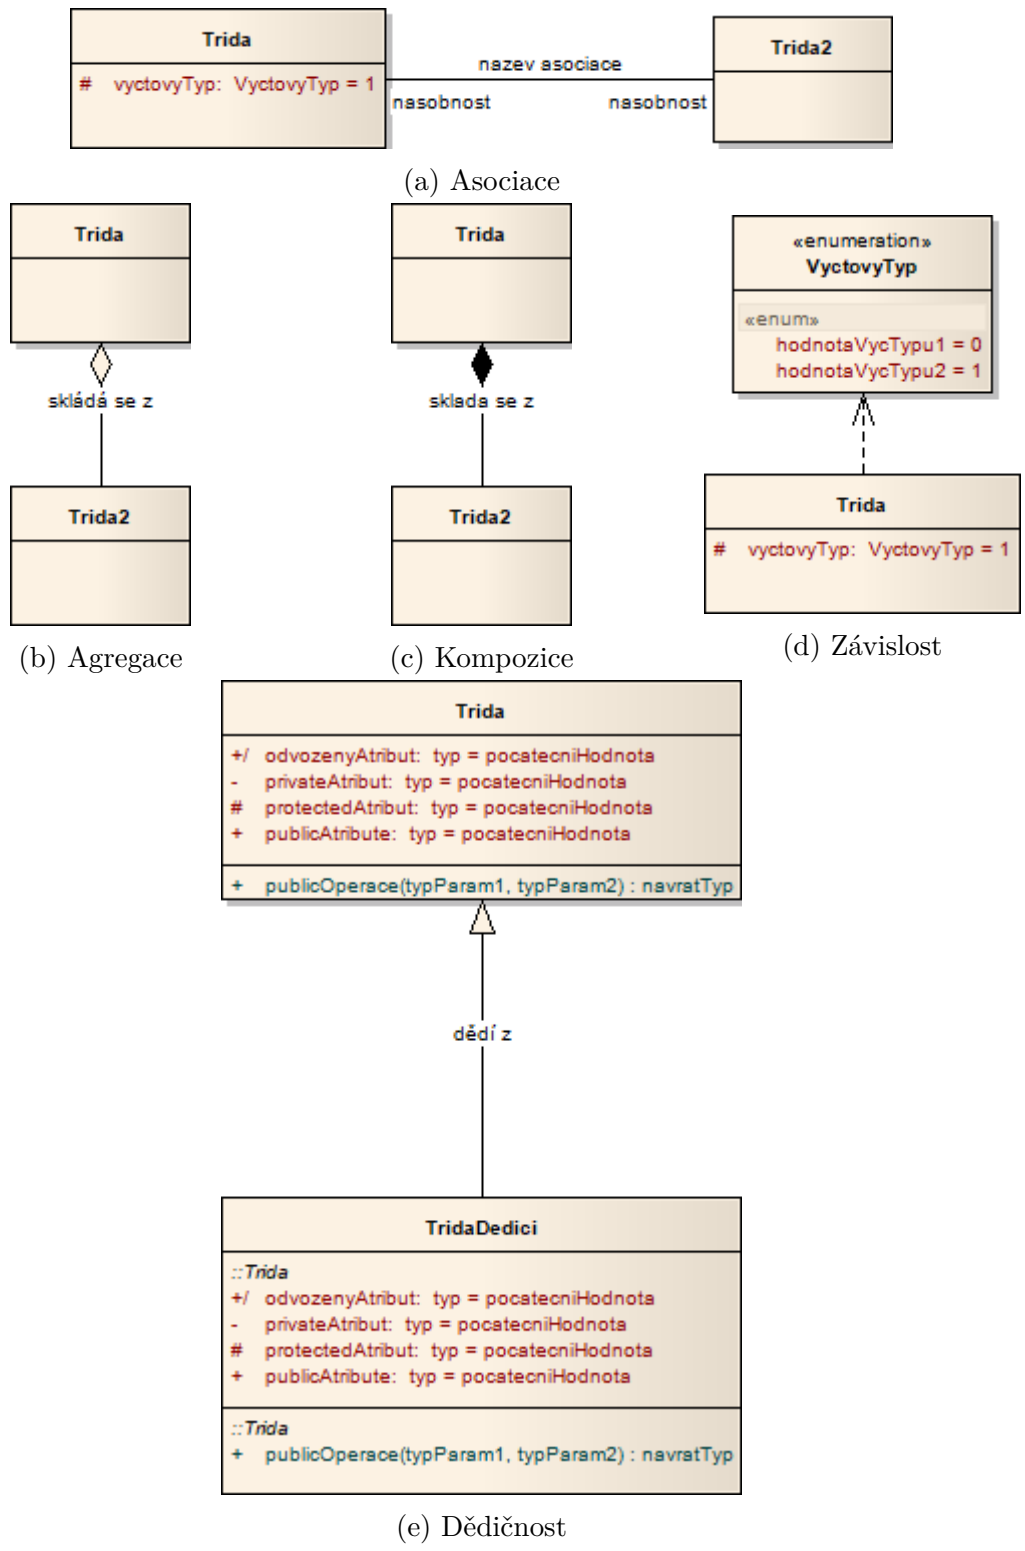 Trida
# vyctovyTyp: VyctovyTyp = 1
nazev asociace
nasobnost
nasobnost
Trida2
(a) Asociace
Trida
skládá se z
Trida2
(b) Agregace
Trida
sklada se z
Trida2
(c) Kompozice
«enumeration»
VyctovyTyp
«enum»
hodnotaVycTypu1 = 0
hodnotaVycTypu2 = 1
Trida
# vyctovyTyp: VyctovyTyp = 1
(d) Závislost
Trida
+/ odvozenyAtribut: typ = pocatecniHodnota
- privateAtribut: typ = pocatecniHodnota
# protectedAtribut: typ = pocatecniHodnota
+ publicAtribute: typ = pocatecniHodnota
+ publicOperace(typParam1, typParam2) : navratTyp
dědí z
TridaDedici
::Trida
+/ odvozenyAtribut: typ = pocatecniHodnota
- privateAtribut: typ = pocatecniHodnota
# protectedAtribut: typ = pocatecniHodnota
+ publicAtribute: typ = pocatecniHodnota
::Trida
+ publicOperace(typParam1, typParam2) : navratTyp
(e) Dědičnost